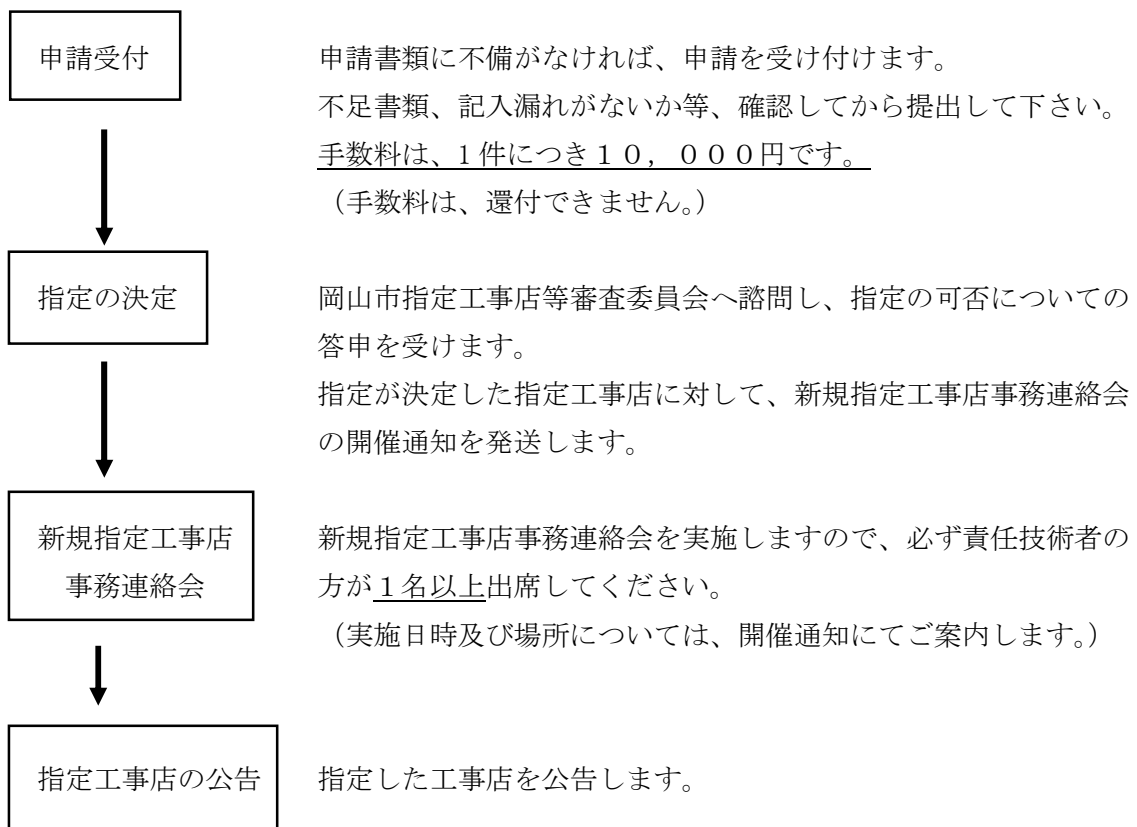 申請受付
申請書類に不備がなければ、申請を受け付けます。
不足書類、記入漏れがないか等、確認してから提出して下さい。
手数料は、1件につき１０，０００円です。
（手数料は、還付できません。）
指定の決定
岡山市指定工事店等審査委員会へ諮問し、指定の可否についての
答申を受けます。
指定が決定した指定工事店に対して、新規指定工事店事務連絡会
の開催通知を発送します。
新規指定工事店
事務連絡会
新規指定工事店事務連絡会を実施しますので、必ず責任技術者の
方が１名以上出席してください。
（実施日時及び場所については、開催通知にてご案内します。）
指定工事店の公告
指定した工事店を公告します。